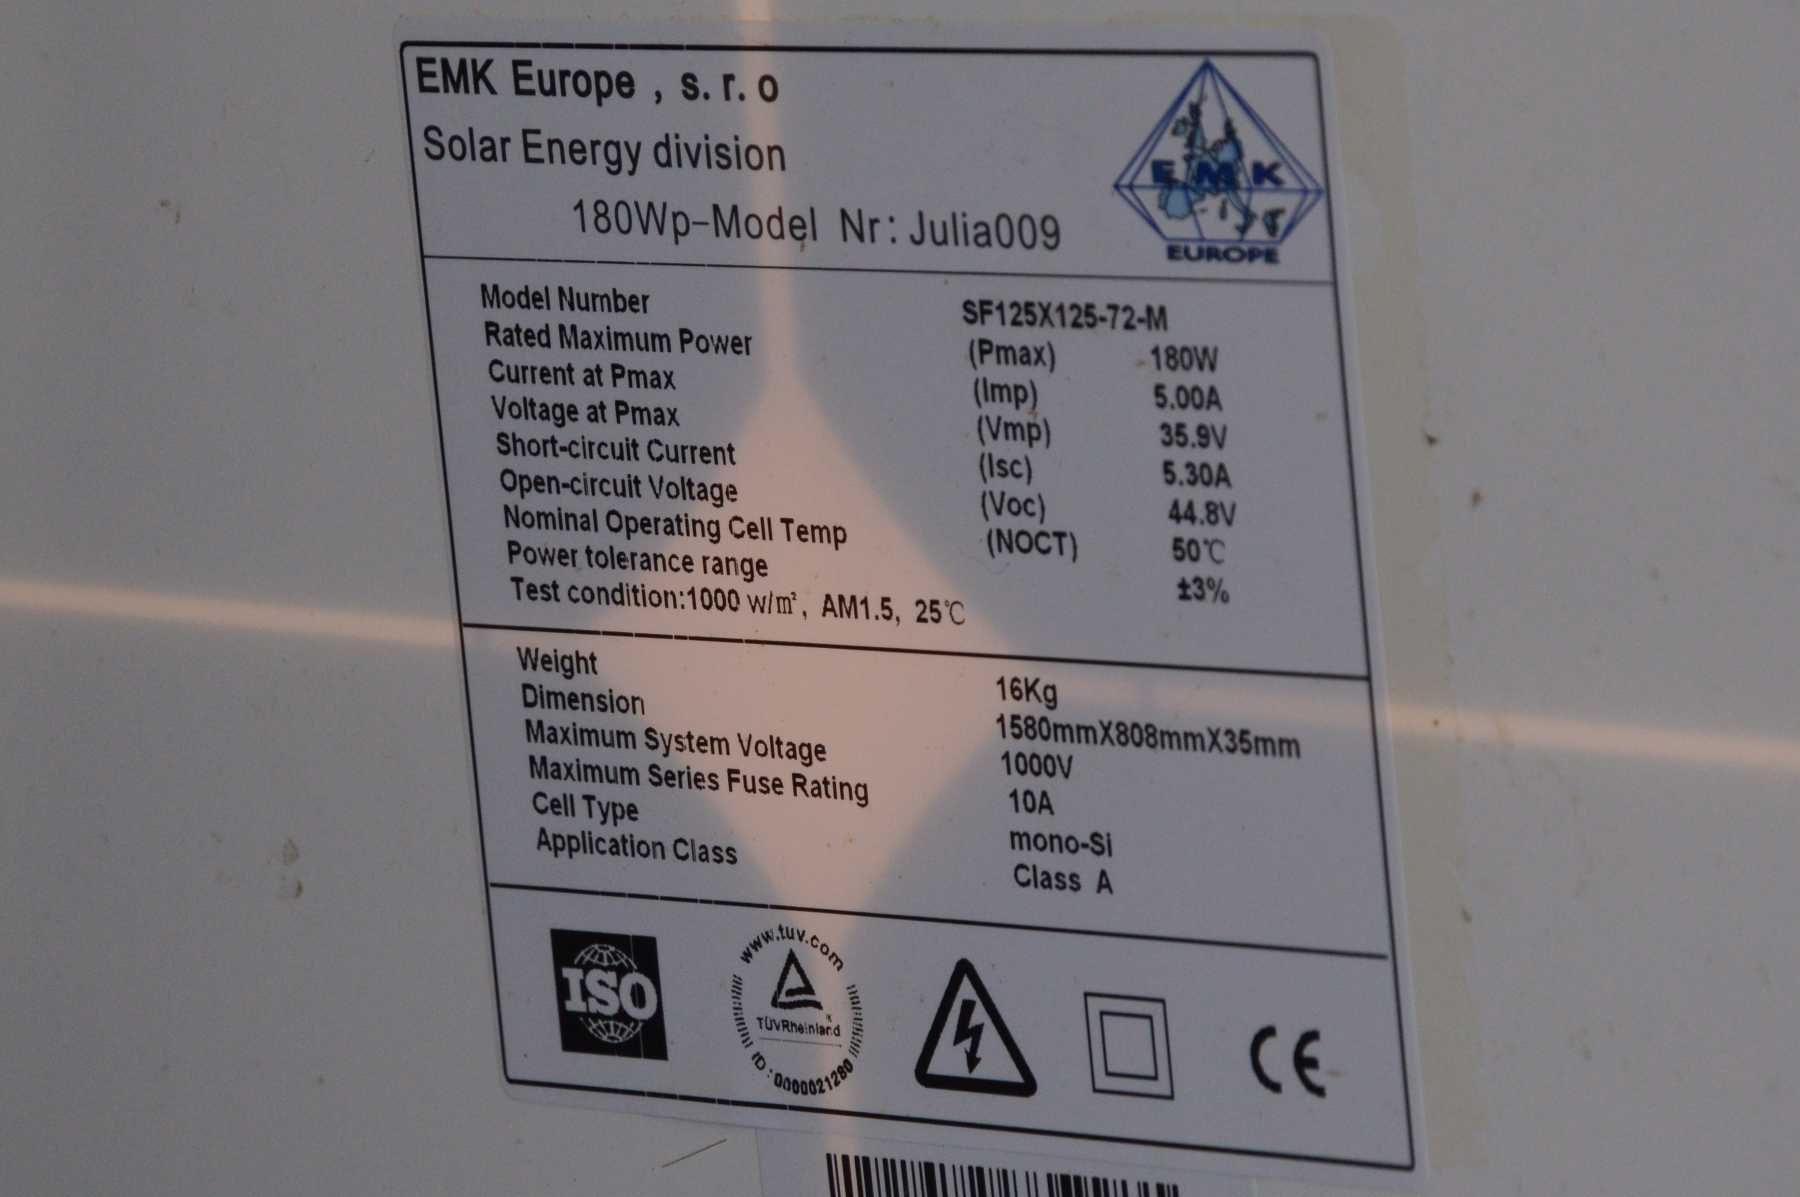 EMK Europe , s. r. o
Solar Energy division
180Wp-Model Nr: Julia009
EMK
EUROPE
Model Number SF125X125-72-M
Rated Maximum Power (Pmax) 180W
Current at Pmax (Imp) 5.00A
Voltage at Pmax (Vmp) 35.9V
Short-circuit Current (Isc) 5.30A
Open-circuit Voltage (Voc) 44.8V
Nominal Operating Cell Temp (NOCT) 50℃
Power tolerance range ±3%
Test condition:1000 w/m², AM1.5, 25℃
Weight 16Kg
Dimension 1580mmX808mmX35mm
Maximum System Voltage 1000V
Maximum Series Fuse Rating 10A
Cell Type mono-Si
Application Class Class A
ISO
www.tuv.com
TÜVRheinland
ID:0000021280
CE